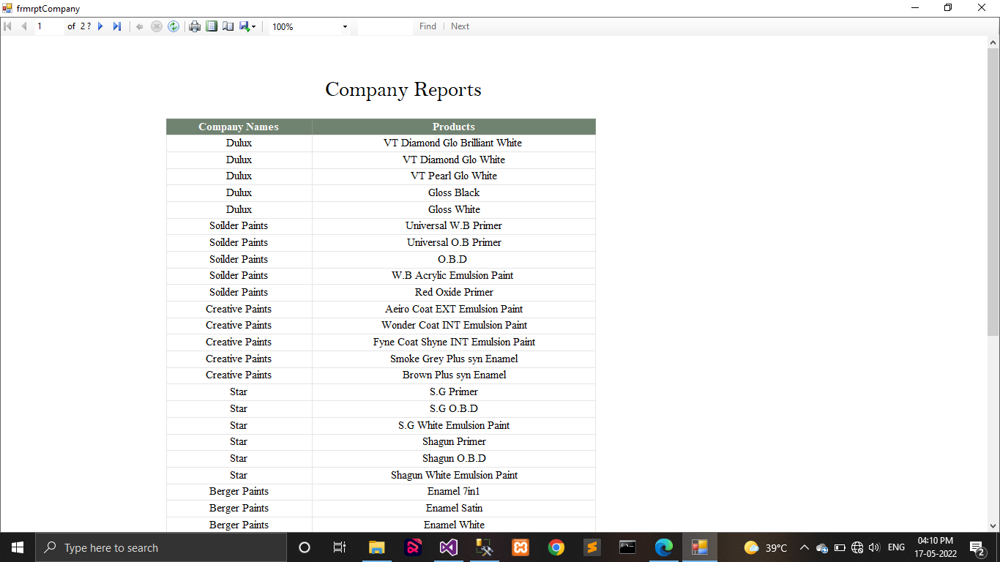 frmrptCompany
1 of 2 ? 100% Find Next
Company Reports
Company Names Products
Dulux VT Diamond Glo Brilliant White
Dulux VT Diamond Glo White
Dulux VT Pearl Glo White
Dulux Gloss Black
Dulux Gloss White
Soilder Paints Universal W.B Primer
Soilder Paints Universal O.B Primer
Soilder Paints O.B.D
Soilder Paints W.B Acrylic Emulsion Paint
Soilder Paints Red Oxide Primer
Creative Paints Aeiro Coat EXT Emulsion Paint
Creative Paints Wonder Coat INT Emulsion Paint
Creative Paints Fyne Coat Shyne INT Emulsion Paint
Creative Paints Smoke Grey Plus syn Enamel
Creative Paints Brown Plus syn Enamel
Star S.G Primer
Star S.G O.B.D
Star S.G White Emulsion Paint
Star Shagun Primer
Star Shagun O.B.D
Star Shagun White Emulsion Paint
Berger Paints Enamel 7in1
Berger Paints Enamel Satin
Berger Paints Enamel White
Type here to search 39°C ENG 04:10 PM
17-05-2022 2